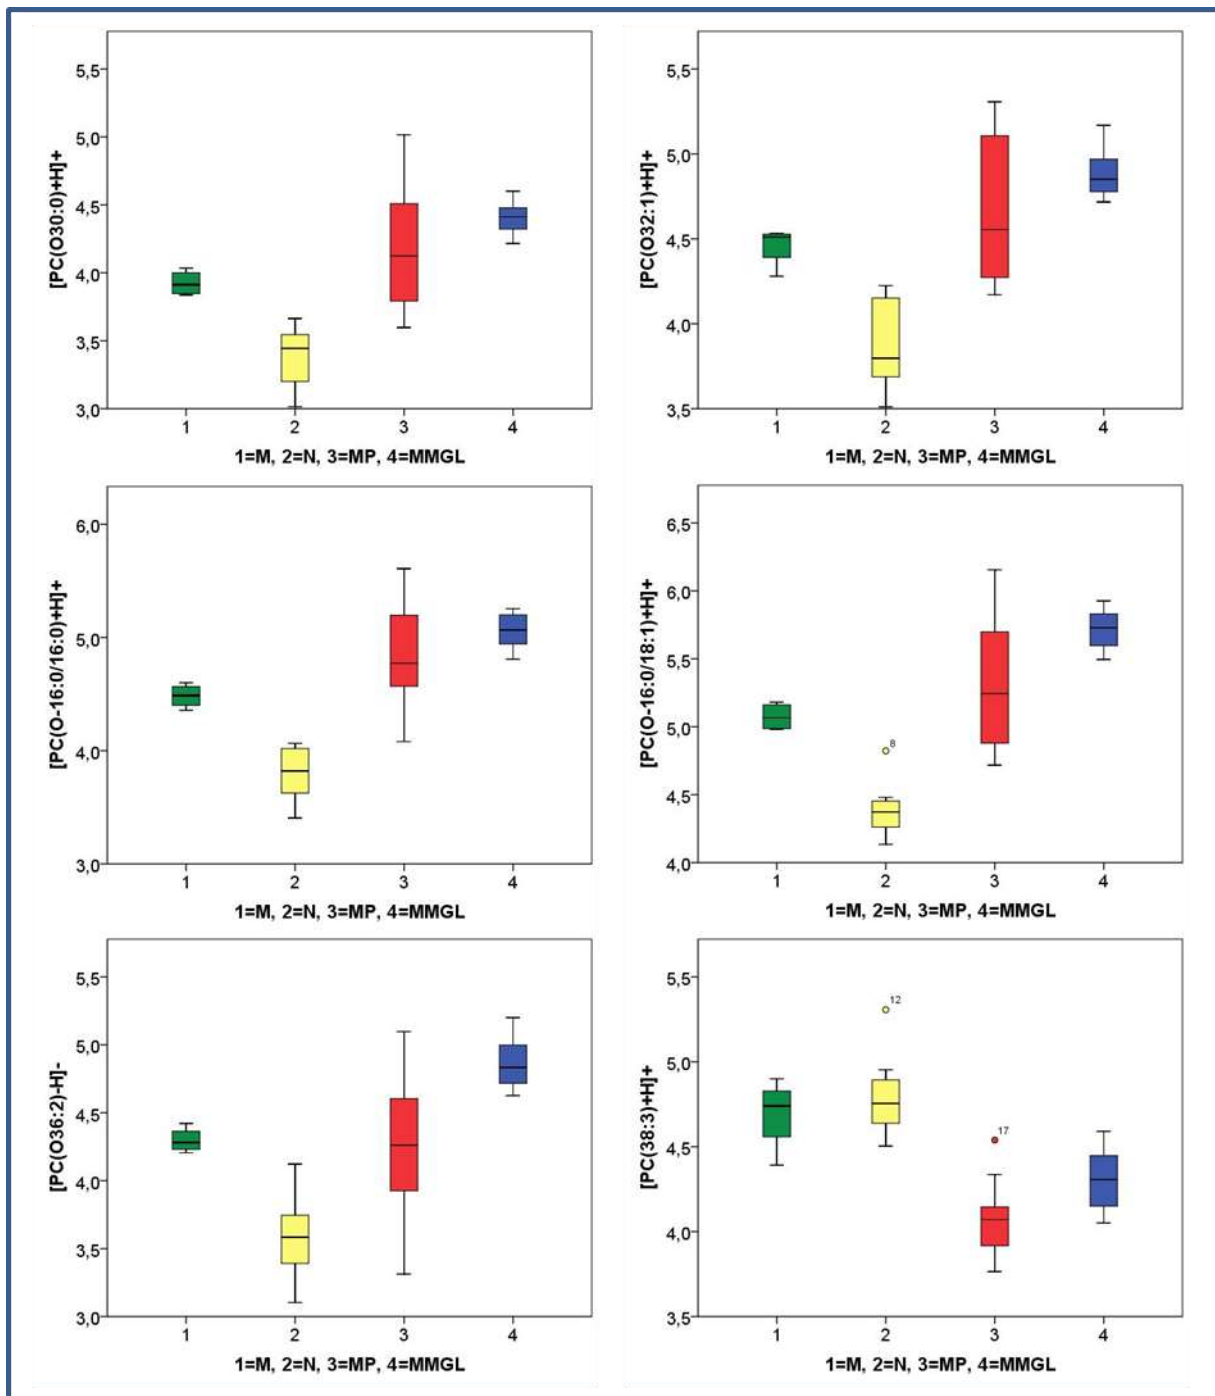 [PC(O30:0)+H]+
5,5
5,0
4,5
4,0
3,5
3,0
1 2 3 4
1=M, 2=N, 3=MP, 4=MMGL
[PC(O32:1)+H]+
5,5
5,0
4,5
4,0
3,5
1 2 3 4
1=M, 2=N, 3=MP, 4=MMGL
[PC(O-16:0/16:0)+H]+
6,0
5,0
4,0
3,0
1 2 3 4
1=M, 2=N, 3=MP, 4=MMGL
[PC(O-16:0/18:1)+H]+
6,5
6,0
5,5
5,0
4,5
4,0
8
1 2 3 4
1=M, 2=N, 3=MP, 4=MMGL
[PC(O36:2)-H]-
5,5
5,0
4,5
4,0
3,5
3,0
1 2 3 4
1=M, 2=N, 3=MP, 4=MMGL
[PC(38:3)+H]+
5,5
5,0
4,5
4,0
3,5
12
17
1 2 3 4
1=M, 2=N, 3=MP, 4=MMGL